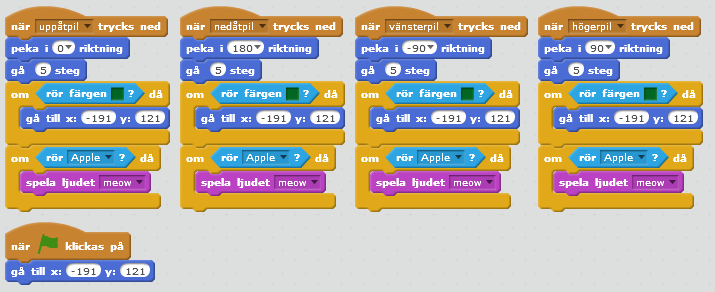 när uppåtpil trycks ned
peka i 0 riktning
gå 5 steg
om rör färgen ? då
gå till x: -191 y: 121
om rör Apple ? då
spela ljudet meow
när nedåtpil trycks ned
peka i 180 riktning
gå 5 steg
om rör färgen ? då
gå till x: -191 y: 121
om rör Apple ? då
spela ljudet meow
när vänsterpil trycks ned
peka i -90 riktning
gå 5 steg
om rör färgen ? då
gå till x: -191 y: 121
om rör Apple ? då
spela ljudet meow
när högerpil trycks ned
peka i 90 riktning
gå 5 steg
om rör färgen ? då
gå till x: -191 y: 121
om rör Apple ? då
spela ljudet meow
när klickas på
gå till x: -191 y: 121